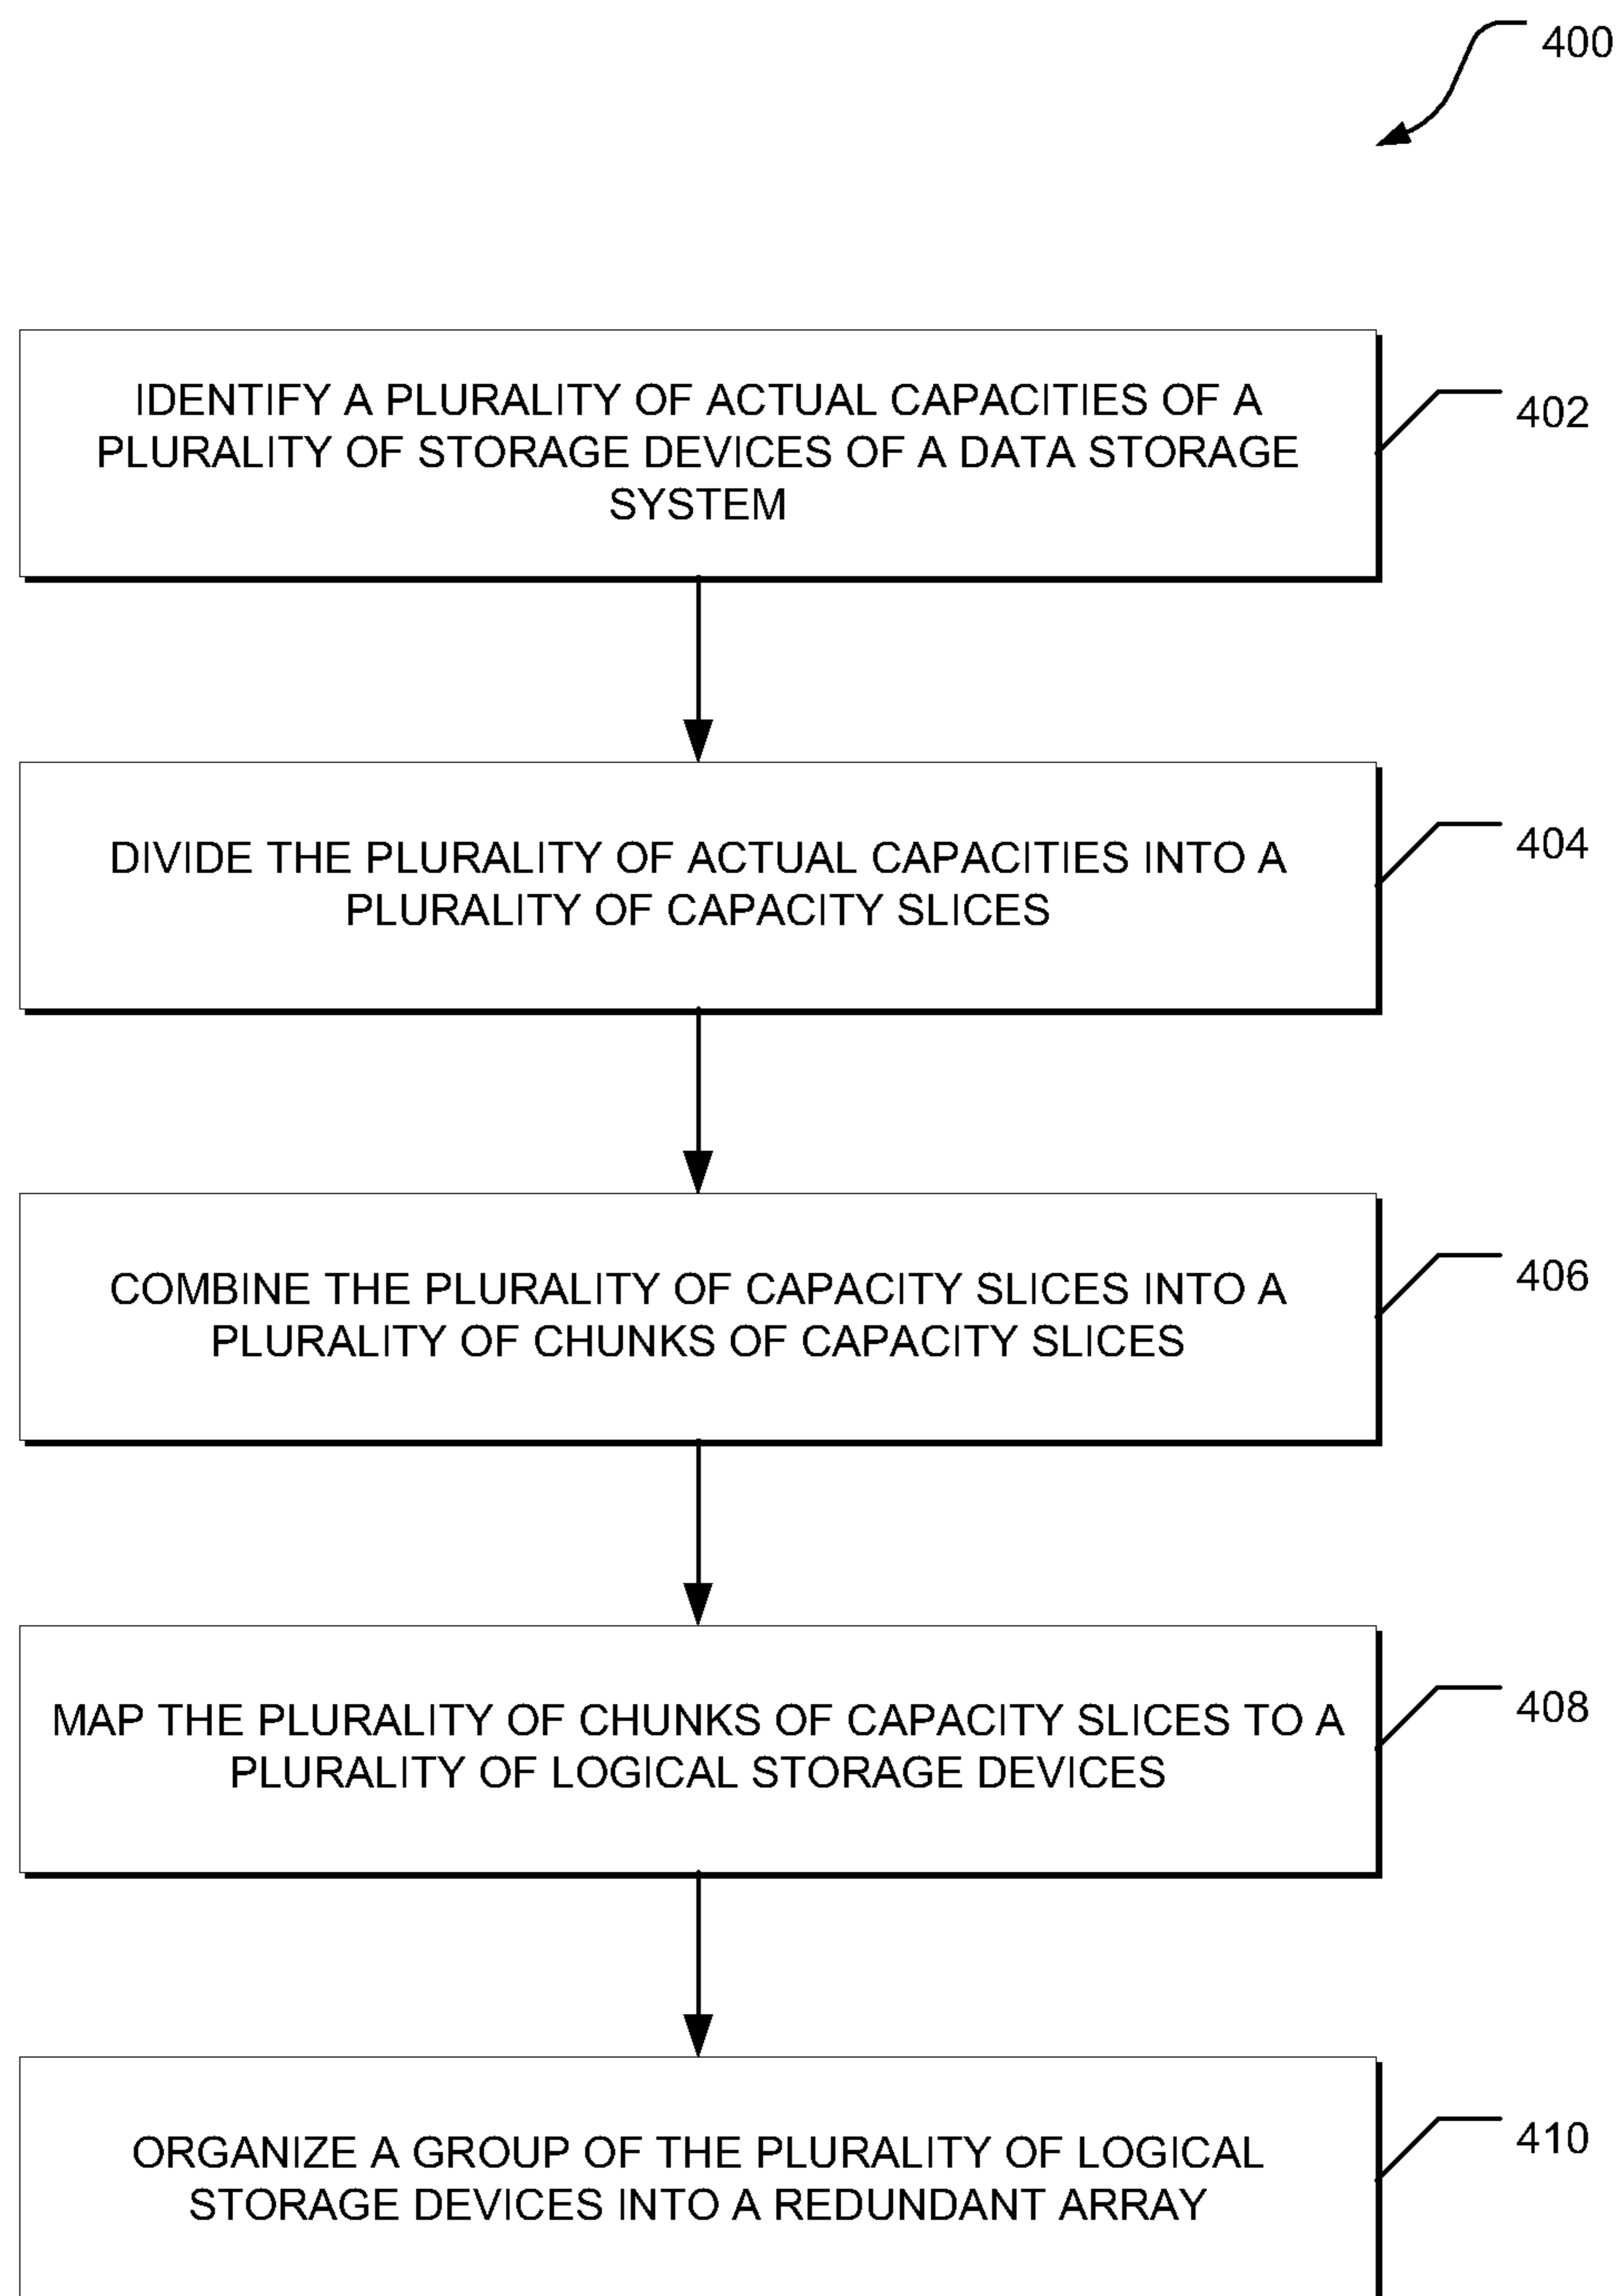 400
IDENTIFY A PLURALITY OF ACTUAL CAPACITIES OF A
PLURALITY OF STORAGE DEVICES OF A DATA STORAGE
SYSTEM
402
DIVIDE THE PLURALITY OF ACTUAL CAPACITIES INTO A
PLURALITY OF CAPACITY SLICES
404
COMBINE THE PLURALITY OF CAPACITY SLICES INTO A
PLURALITY OF CHUNKS OF CAPACITY SLICES
406
MAP THE PLURALITY OF CHUNKS OF CAPACITY SLICES TO A
PLURALITY OF LOGICAL STORAGE DEVICES
408
ORGANIZE A GROUP OF THE PLURALITY OF LOGICAL
STORAGE DEVICES INTO A REDUNDANT ARRAY
410